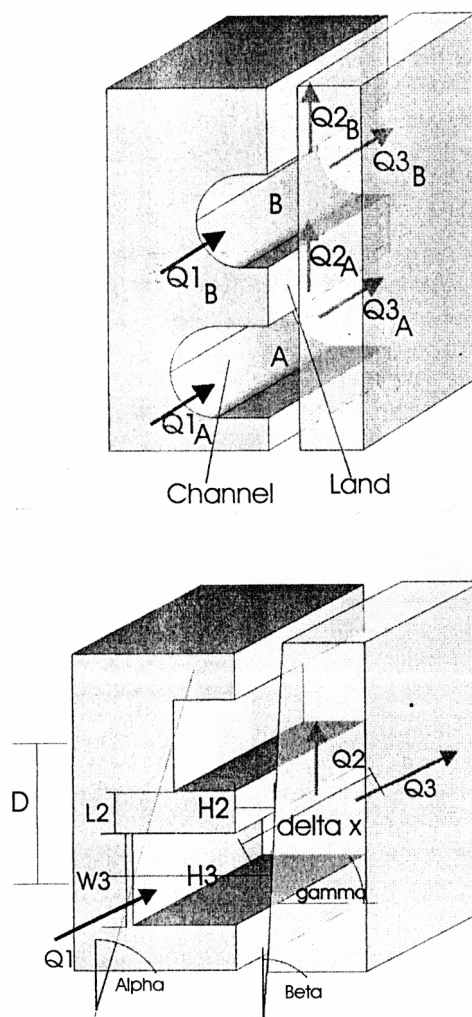 Q2B
Q3B
B
Q1B
Q2A
Q3A
A
Q1A
Channel
Land
D
L2
H2
Q2
Q3
delta x
W3
H3
gamma
Q1
Alpha
Beta